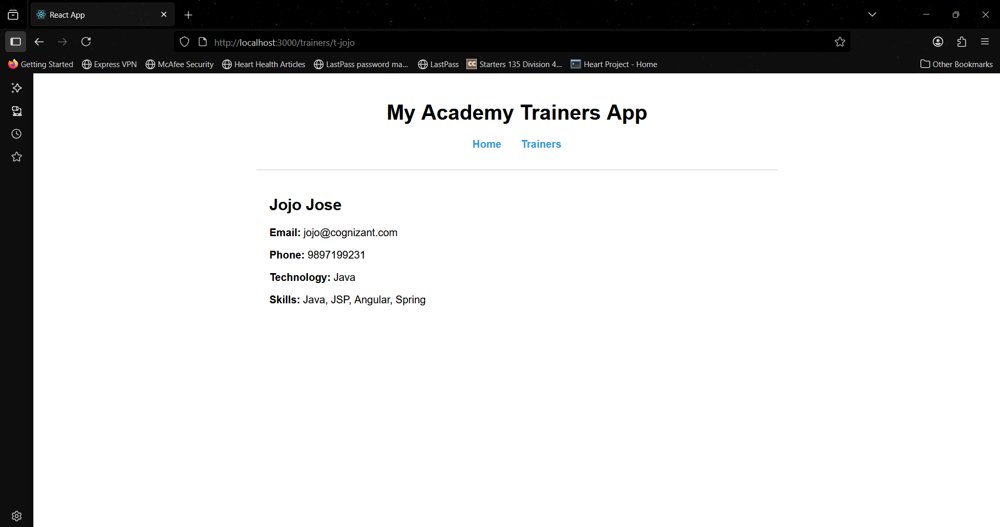 React App
http://localhost:3000/trainers/t-jojo
Getting Started Express VPN McAfee Security Heart Health Articles LastPass password ma... LastPass CC Starters 135 Division 4... Heart Project - Home Other Bookmarks
My Academy Trainers App
Home Trainers
Jojo Jose
Email: jojo@cognizant.com
Phone: 9897199231
Technology: Java
Skills: Java, JSP, Angular, Spring